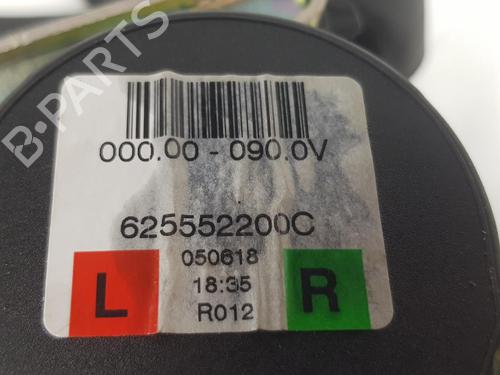 B-PARTS
000.00 - 090.0V
625552200C
050618
18:35
R012
L
R